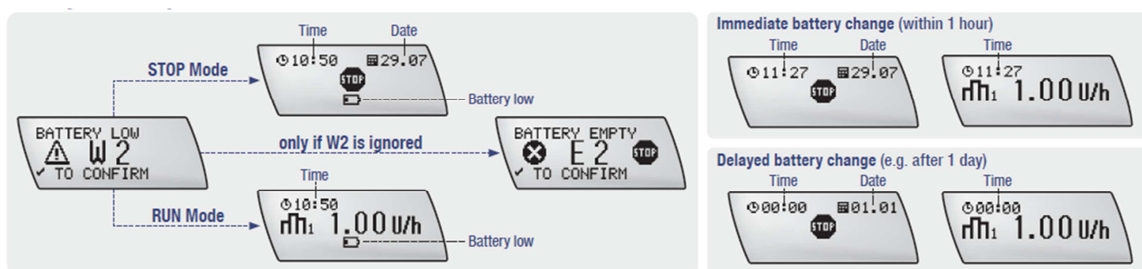 Time Date
10:50 29.07
STOP
Battery low
STOP Mode
BATTERY LOW
W 2
✓ TO CONFIRM
only if W2 is ignored
BATTERY EMPTY
E 2 STOP
✓ TO CONFIRM
RUN Mode
Time
10:50
1 1.00 U/h
Battery low
Immediate battery change (within 1 hour)
Time Date
11:27 29.07
STOP
Time
11:27
1 1.00 U/h
Delayed battery change (e.g. after 1 day)
Time Date
00:00 01.01
STOP
Time
00:00
1 1.00 U/h